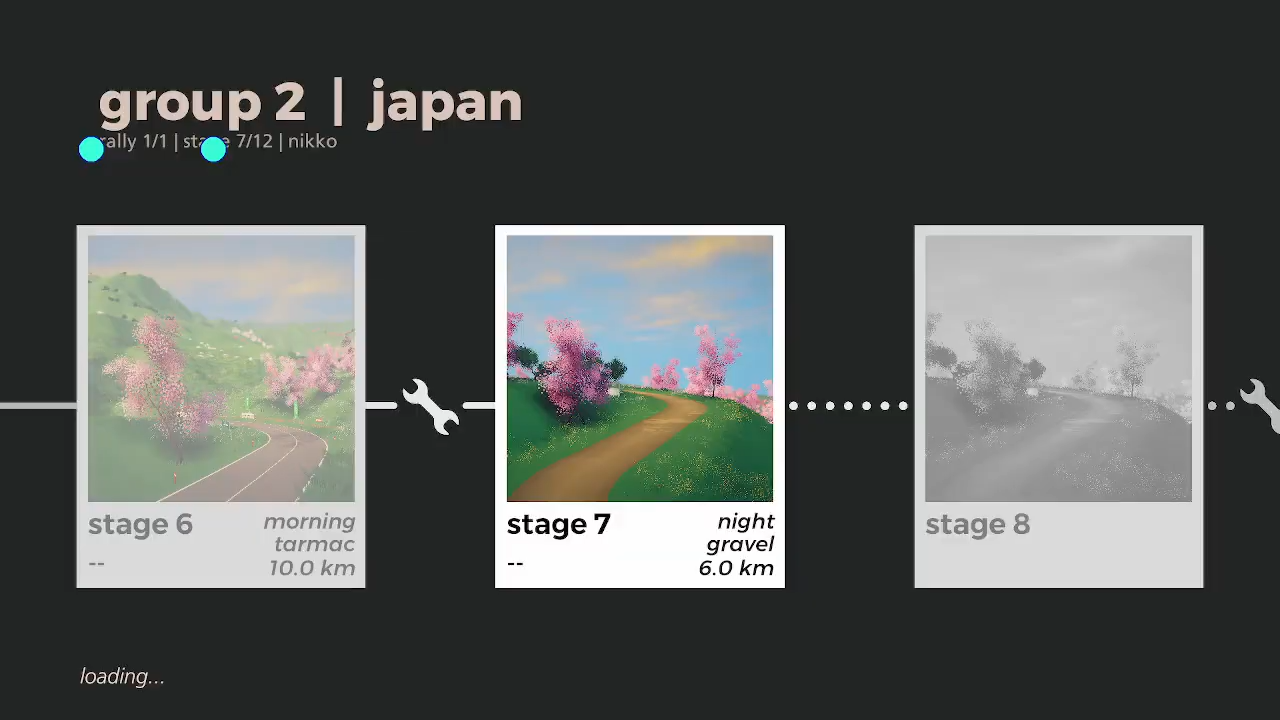 group 2 | japan
rally 1/1 | stage 7/12 | nikko
stage 6
morning
tarmac
--
10.0 km
stage 7
night
gravel
--
6.0 km
stage 8
loading...